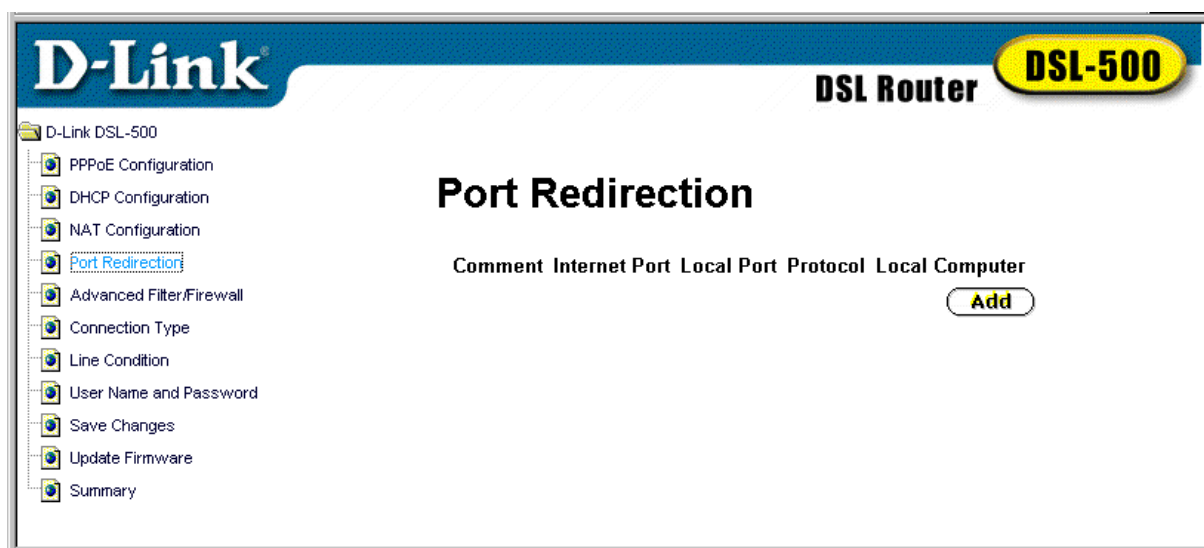 D-Link
DSL Router DSL-500
D-Link DSL-500
PPPoE Configuration
DHCP Configuration
NAT Configuration
Port Redirection
Advanced Filter/Firewall
Connection Type
Line Condition
User Name and Password
Save Changes
Update Firmware
Summary
Port Redirection
Comment Internet Port Local Port Protocol Local Computer
Add